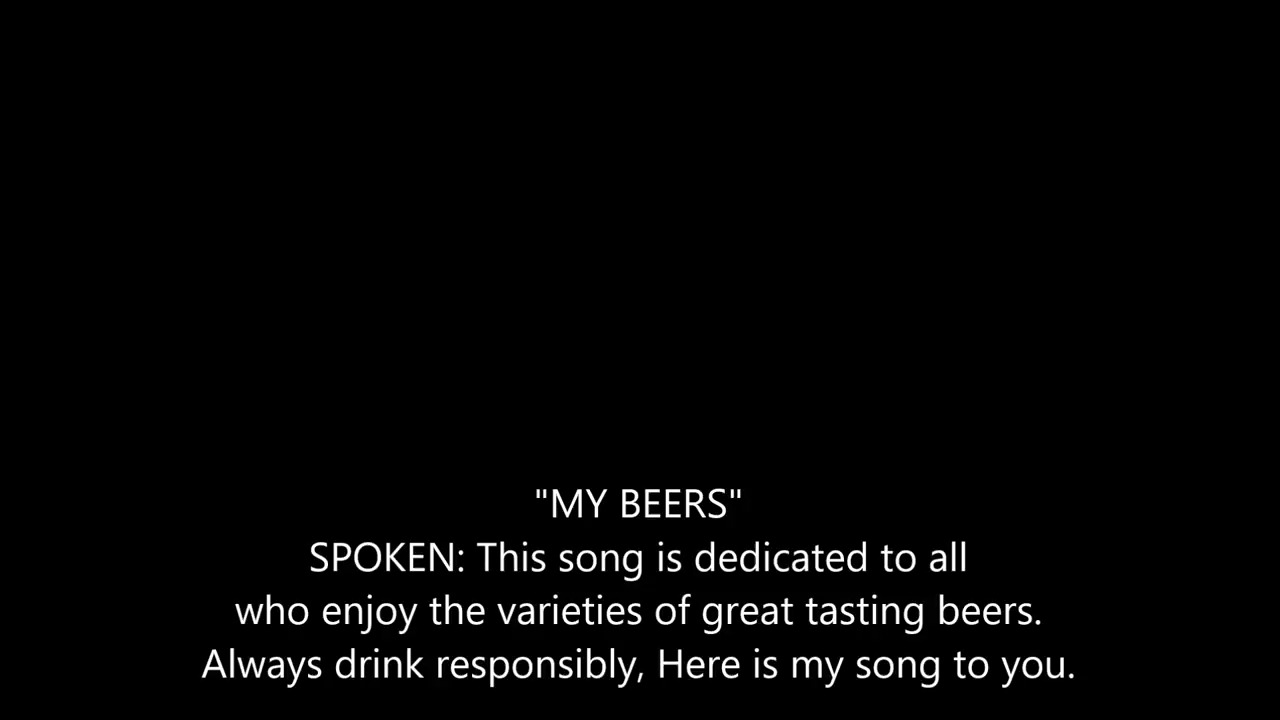 "MY BEERS"
SPOKEN: This song is dedicated to all
who enjoy the varieties of great tasting beers.
Always drink responsibly, Here is my song to you.